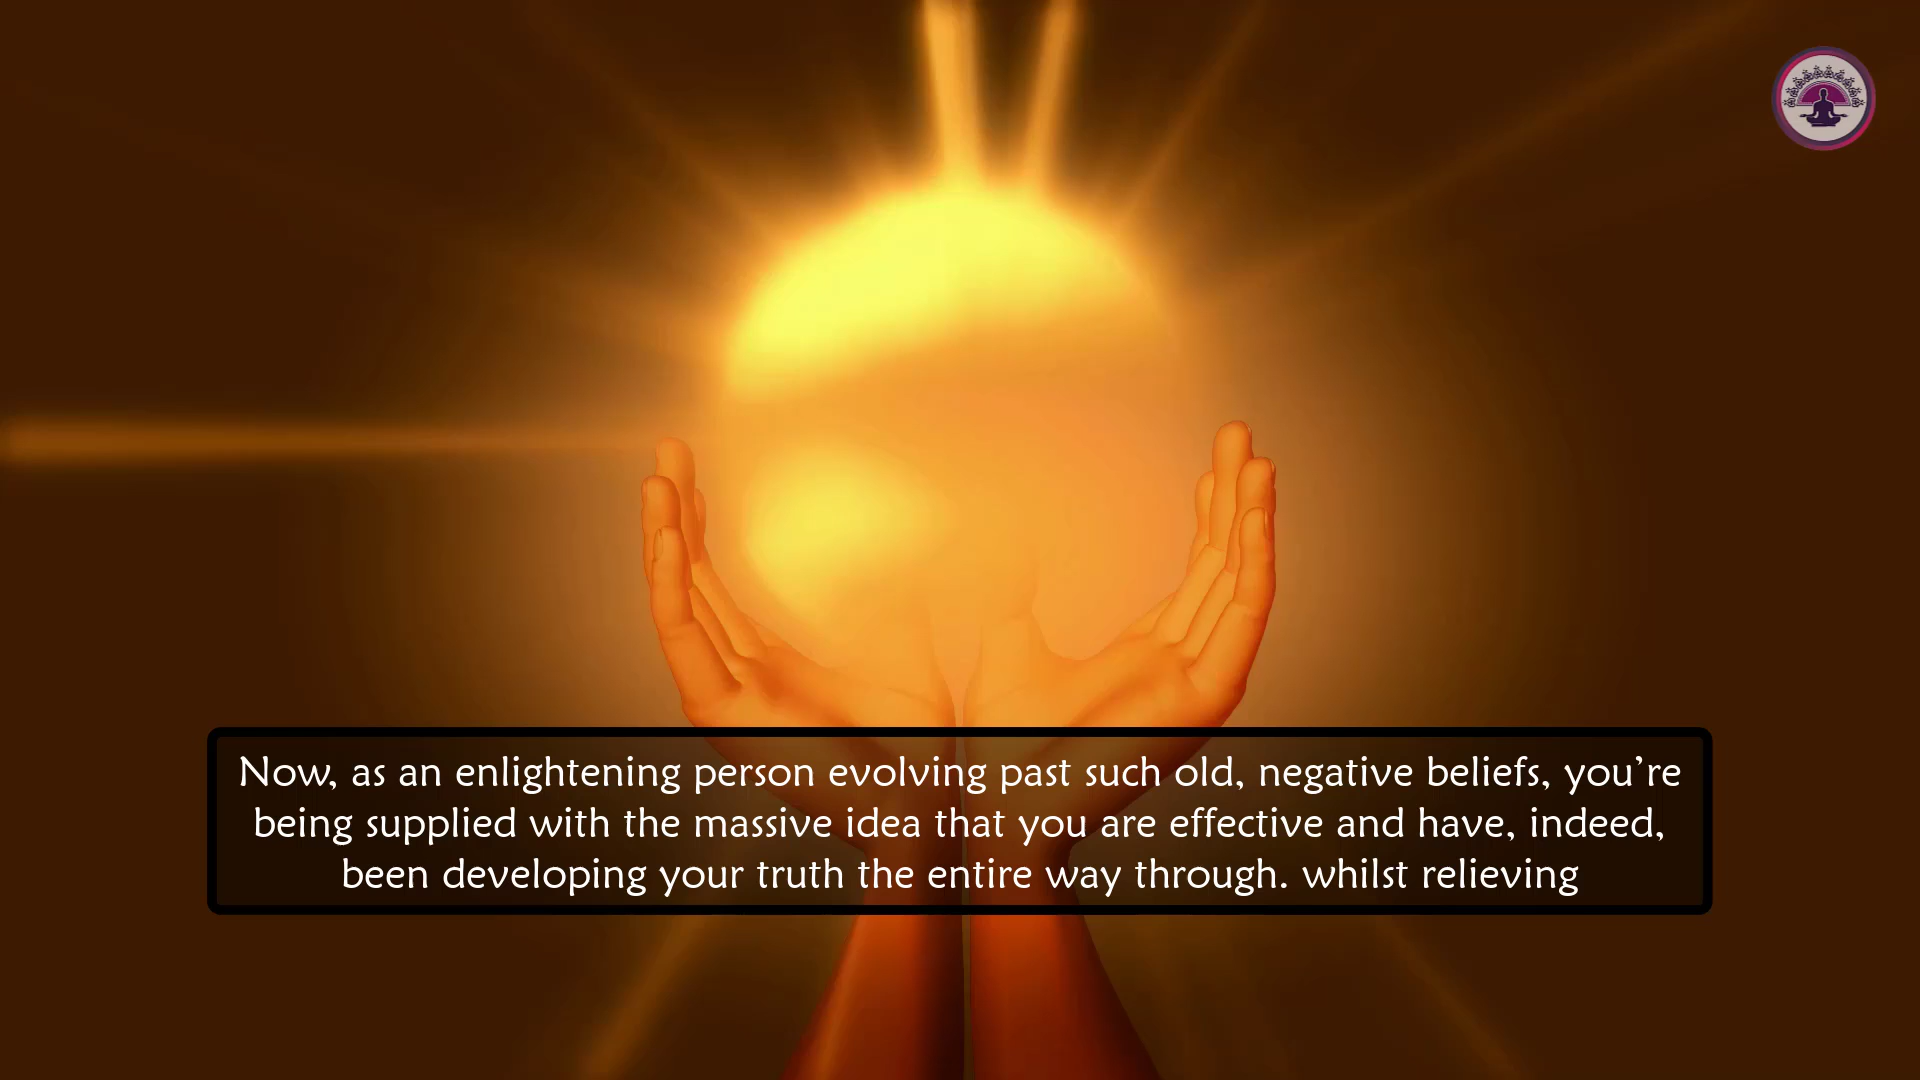 Now, as an enlightening person evolving past such old, negative beliefs, you’re
being supplied with the massive idea that you are effective and have, indeed,
been developing your truth the entire way through. whilst relieving